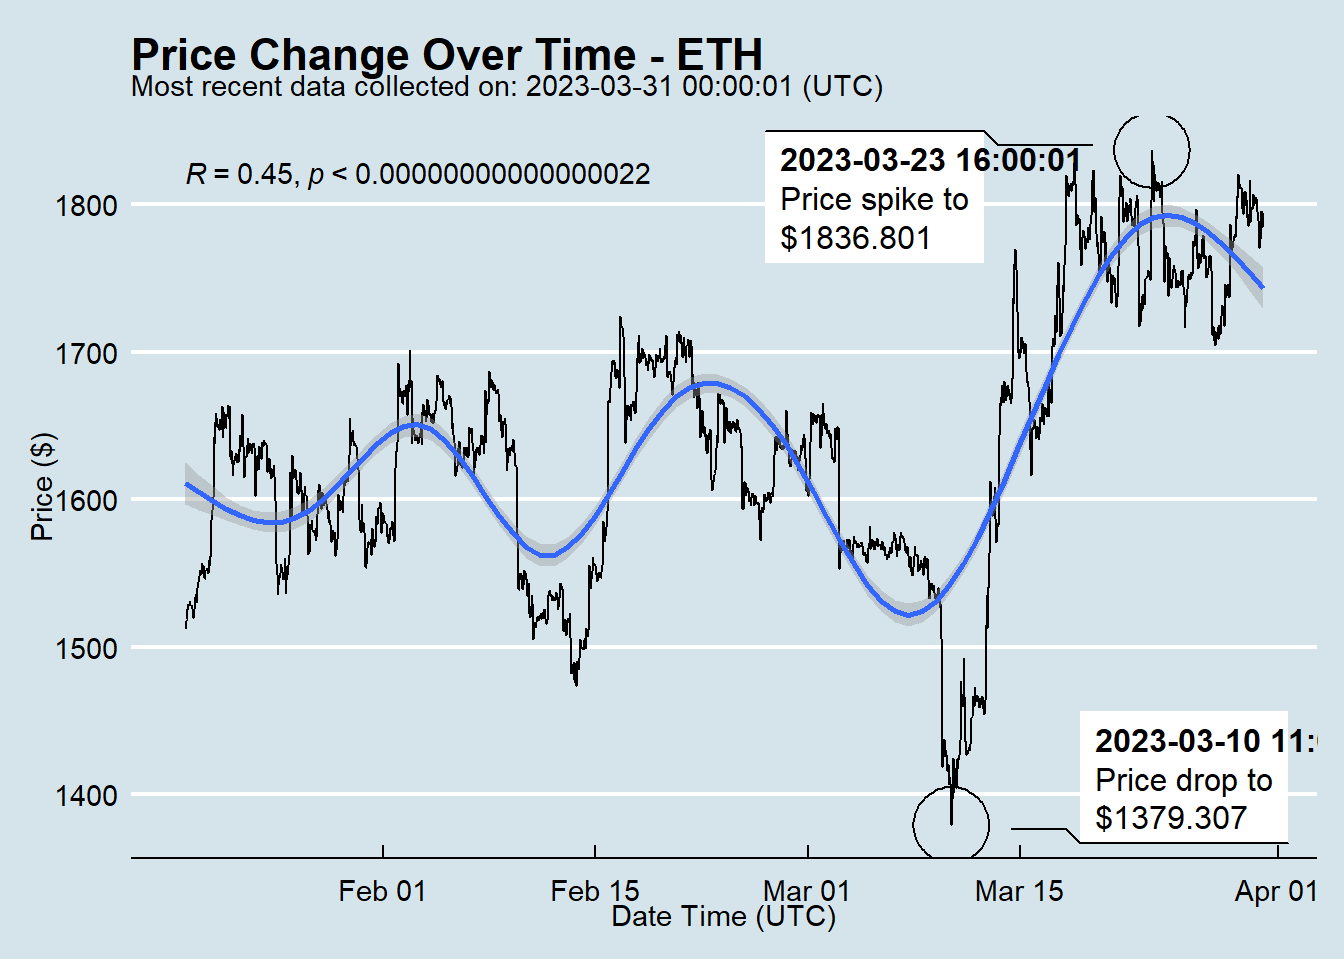 Price Change Over Time - ETH
Most recent data collected on: 2023-03-31 00:00:01 (UTC)
R = 0.45, p < 0.00000000000000022
2023-03-23 16:00:01
Price spike to
$1836.801
1800
1700
1600
1500
1400
Price ($)
2023-03-10 11:
Price drop to
$1379.307
Feb 01
Feb 15
Mar 01
Mar 15
Apr 01
Date Time (UTC)